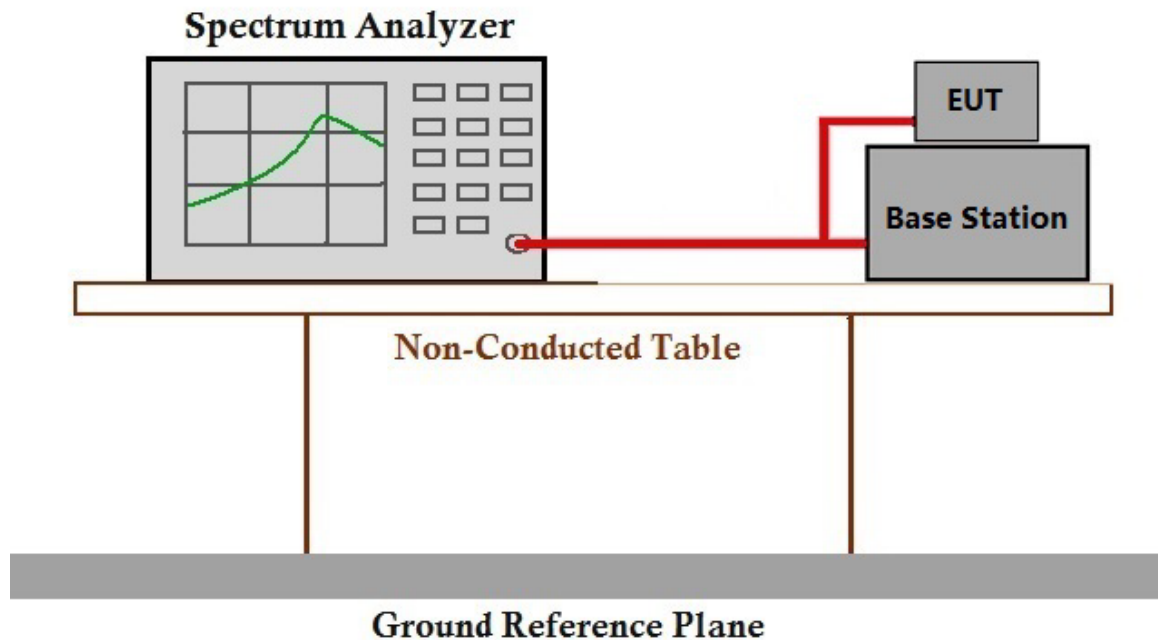 Spectrum Analyzer
EUT
Base Station
Non-Conducted Table
Ground Reference Plane